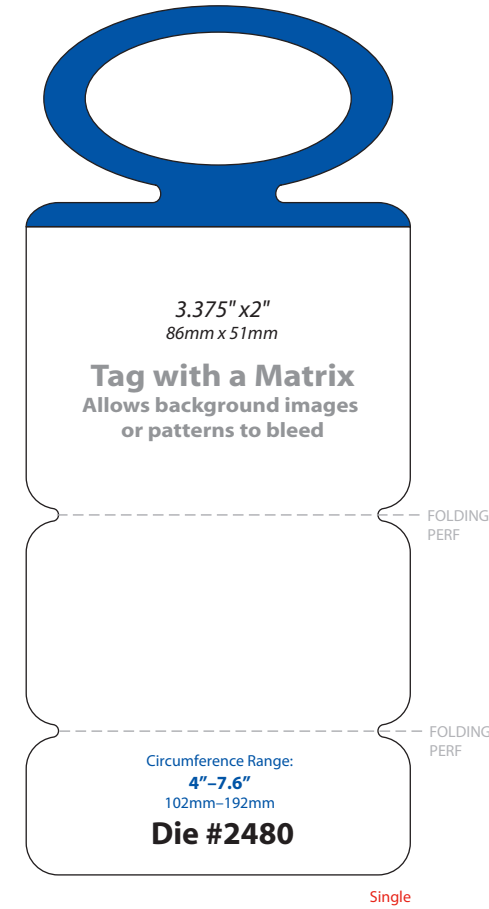 3.375" x2"
86mm x 51mm
Tag with a Matrix
Allows background images
or patterns to bleed
FOLDING
PERF
FOLDING
PERF
Circumference Range:
4”–7.6”
102mm–192mm
Die #2480
Single